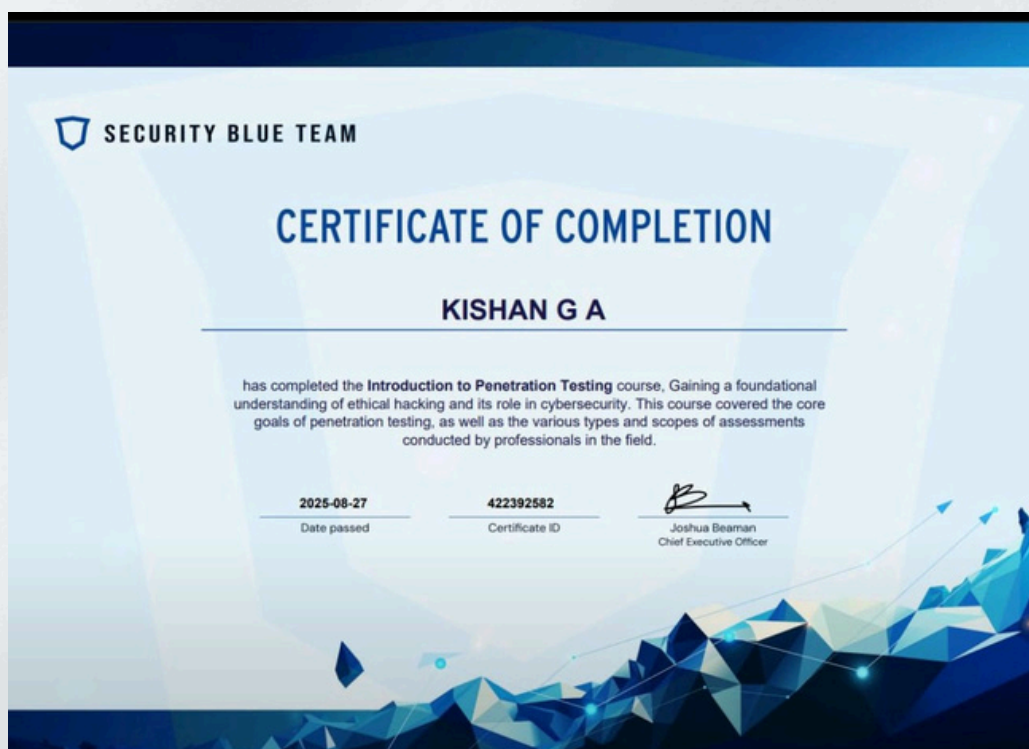 SECURITY BLUE TEAM
CERTIFICATE OF COMPLETION
KISHAN G A
has completed the Introduction to Penetration Testing course, Gaining a foundational
understanding of ethical hacking and its role in cybersecurity. This course covered the core
goals of penetration testing, as well as the various types and scopes of assessments
conducted by professionals in the field.
2025-08-27 422392582
Date passed Certificate ID Joshua Beaman
Chief Executive Officer